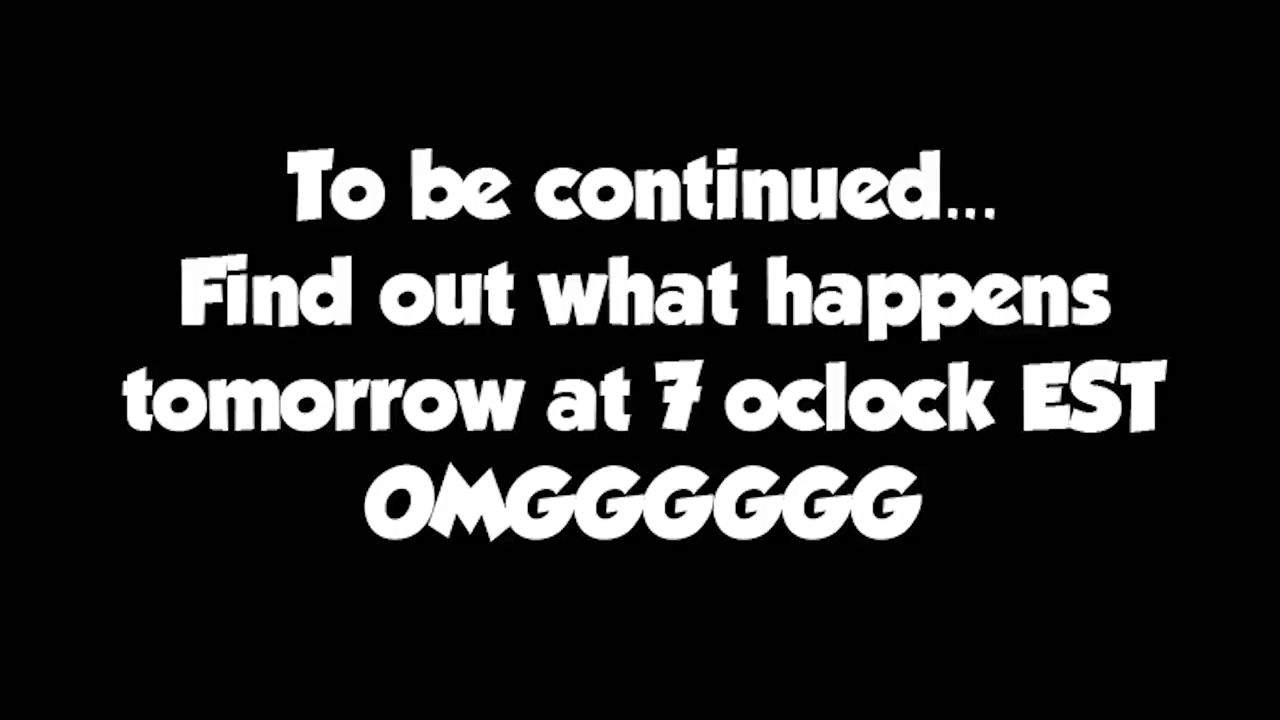 To be continued...
Find out what happens
tomorrow at 7 oclock EST
OMGGGGGG